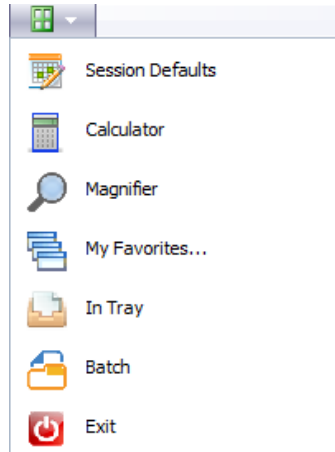 Session Defaults
Calculator
Magnifier
My Favorites...
In Tray
Batch
Exit